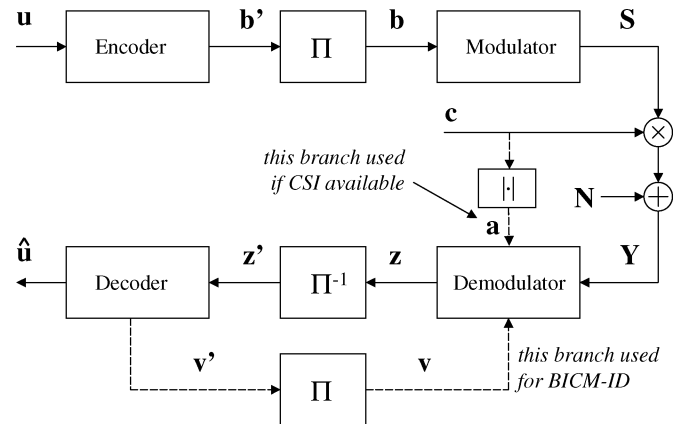 u
Encoder
b’
Π
b
Modulator
S
c
×
this branch used
if CSI available
|·|
N
+
a
û
Decoder
z’
Π-1
z
Demodulator
Y
v’
Π
v
this branch used
for BICM-ID